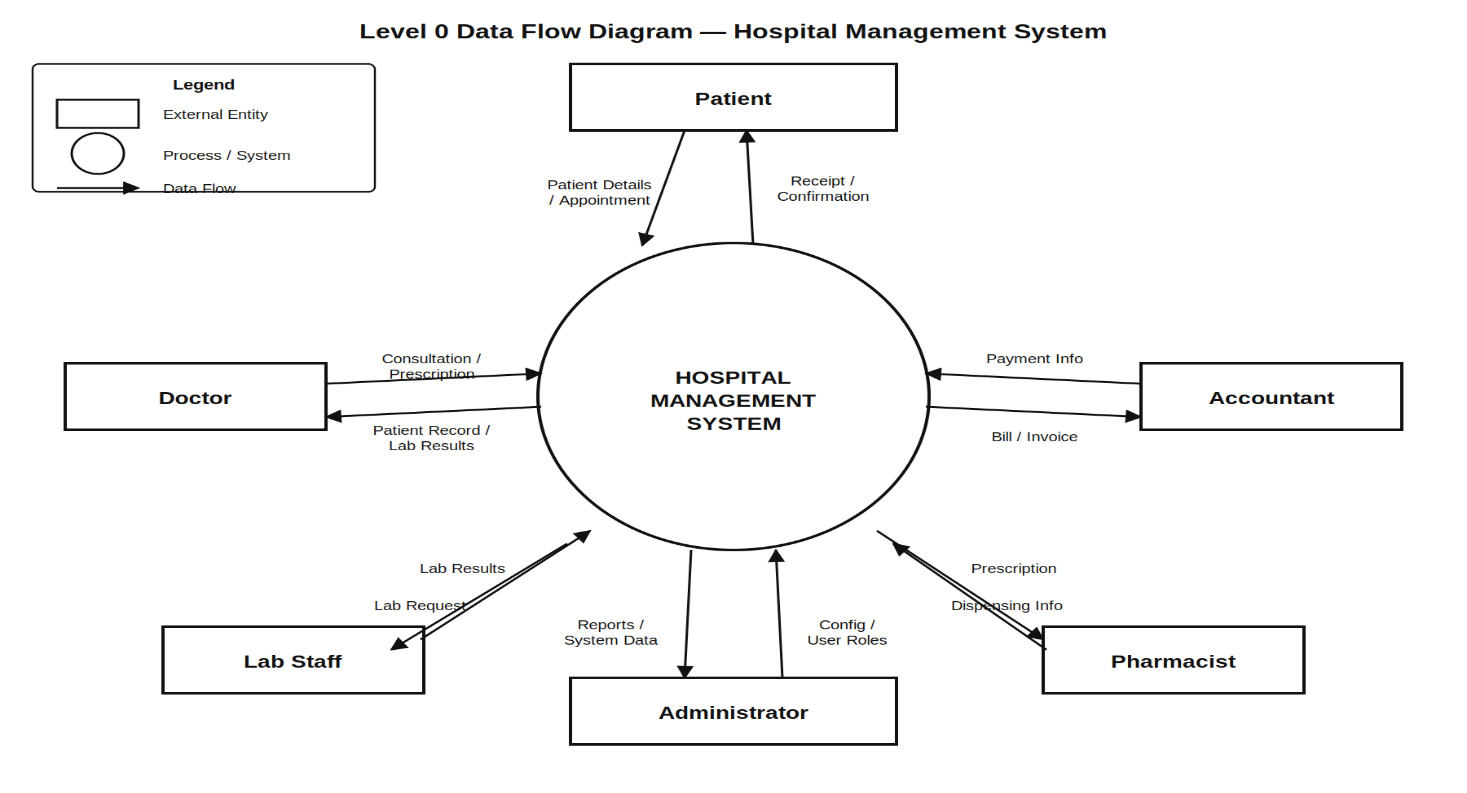 Level 0 Data Flow Diagram — Hospital Management System
Legend
External Entity
Process / System
Data Flow
Patient
Patient Details
/ Appointment
Receipt /
Confirmation
Consultation /
Prescription
Doctor
Patient Record /
Lab Results
HOSPITAL
MANAGEMENT
SYSTEM
Payment Info
Accountant
Bill / Invoice
Lab Results
Lab Request
Lab Staff
Reports /
System Data
Config /
User Roles
Administrator
Prescription
Dispensing Info
Pharmacist